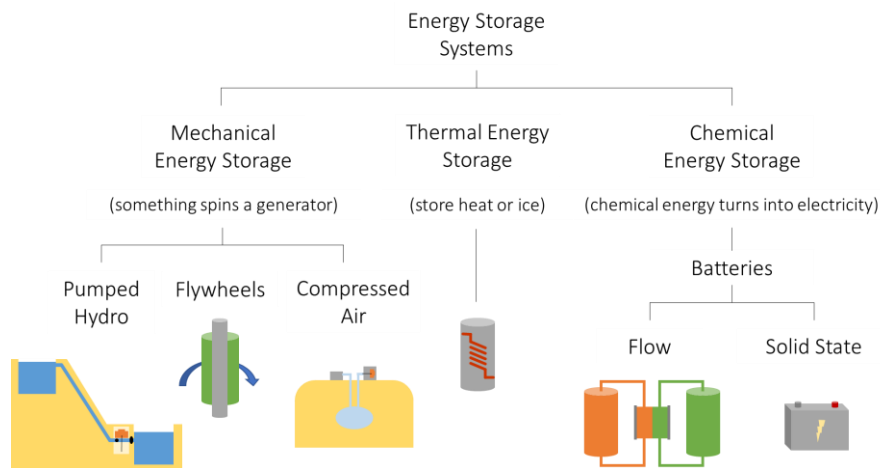 Energy Storage
Systems
Mechanical
Energy Storage
Thermal Energy
Storage
Chemical
Energy Storage
(something spins a generator)
(store heat or ice)
(chemical energy turns into electricity)
Batteries
Pumped
Hydro
Flywheels
Compressed
Air
Flow
Solid State